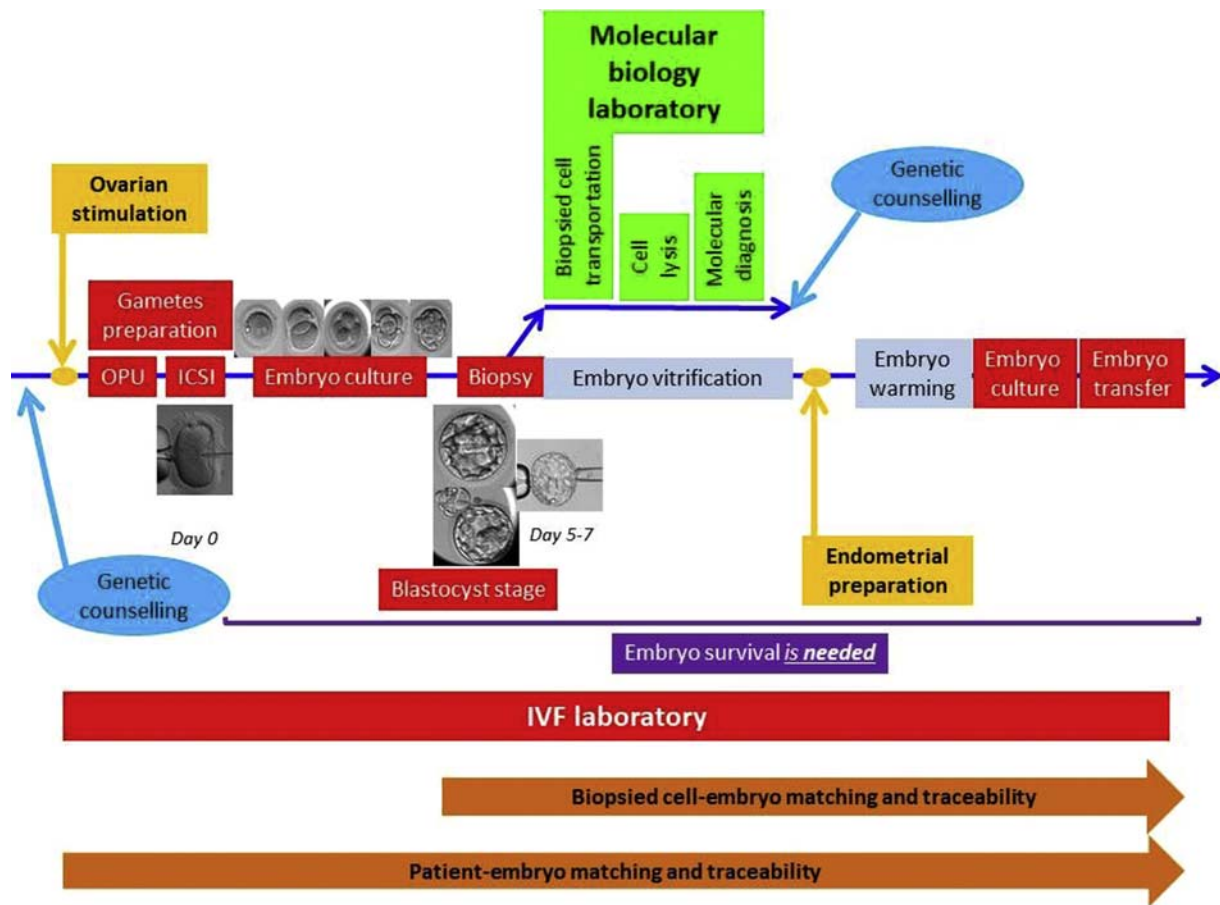 Molecular
biology
laboratory
Biopsied cell
transportation
Cell
lysis
Molecular
diagnosis
Genetic
counselling
Ovarian
stimulation
Gametes
preparation
OPU
ICSI
Embryo culture
Biopsy
Embryo vitrification
Embryo
warming
Embryo
culture
Embryo
transfer
Day 0
Day 5-7
Genetic
counselling
Blastocyst stage
Endometrial
preparation
Embryo survival is needed
IVF laboratory
Biopsied cell-embryo matching and traceability
Patient-embryo matching and traceability